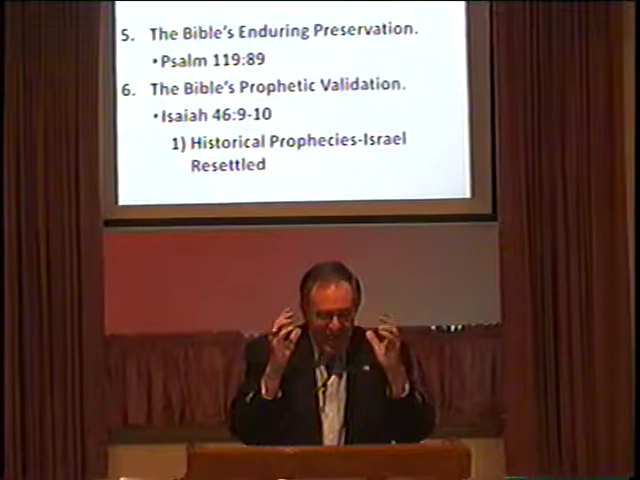 5. The Bible's Enduring Preservation.
•Psalm 119:89
6. The Bible's Prophetic Validation.
•Isaiah 46:9-10
1) Historical Prophecies-Israel
Resettled